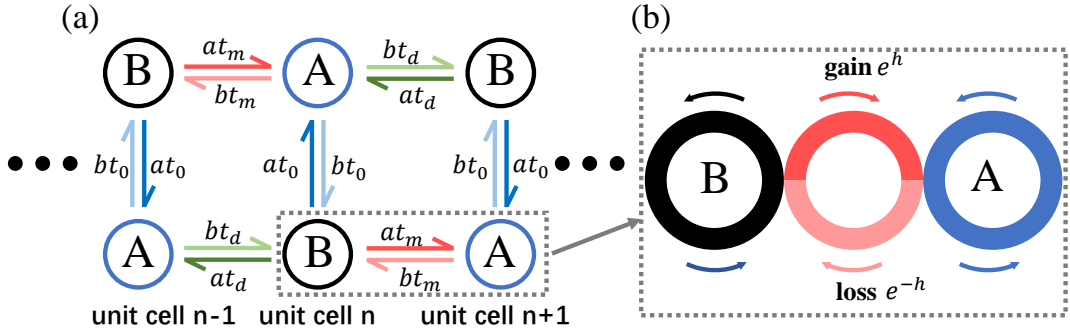 (a)
(b)
B
at_m
bt_m
A
bt_d
at_d
B
bt_0
at_0
at_0
bt_0
bt_0
at_0
A
bt_d
at_d
B
at_m
bt_m
A
unit cell n-1
unit cell n
unit cell n+1
gain e^h
B
A
loss e^{-h}